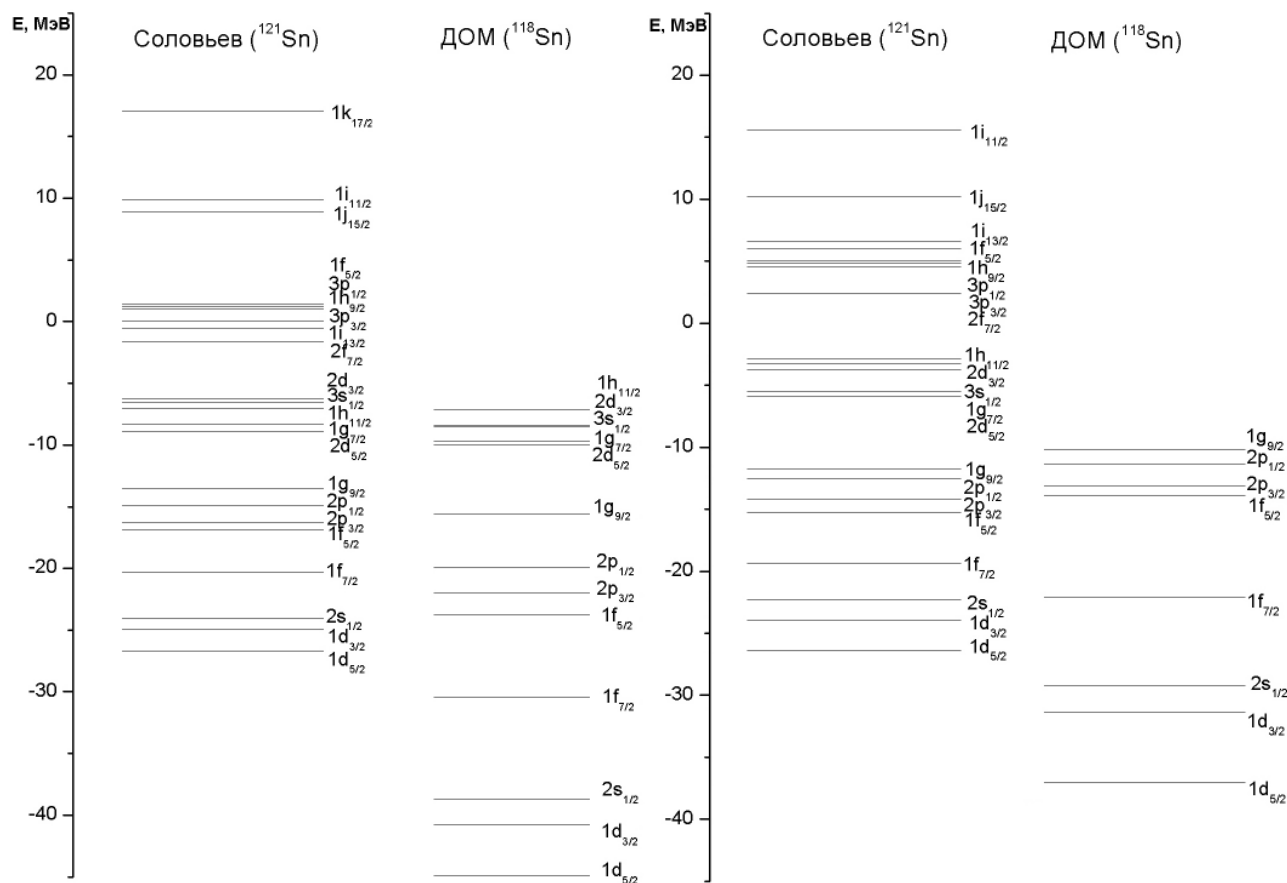 E, МэВ
Соловьев (¹²¹Sn)
ДОМ (¹¹⁸Sn)
20
10
0
-10
-20
-30
-40
1k₁₇/₂
1i₁₁/₂
1j₁₅/₂
1f₅/₂
3p₁/₂
1h₉/₂
3p₃/₂
1i₁₃/₂
2f₇/₂
2d₃/₂
3s₁/₂
1h₁₁/₂
1g₇/₂
2d₅/₂
1g₉/₂
2p₁/₂
2p₃/₂
1f₅/₂
1f₇/₂
2s₁/₂
1d₃/₂
1d₅/₂
1h₁₁/₂
2d₃/₂
3s₁/₂
1g₇/₂
2d₅/₂
1g₉/₂
2p₁/₂
2p₃/₂
1f₅/₂
1f₇/₂
2s₁/₂
1d₃/₂
1d₅/₂
E, МэВ
Соловьев (¹²¹Sn)
ДОМ (¹¹⁸Sn)
20
10
0
-10
-20
-30
-40
1i₁₁/₂
1j₁₅/₂
1i₁₃/₂
1f₅/₂
1h₉/₂
3p₁/₂
3p₃/₂
2f₇/₂
1h₁₁/₂
2d₃/₂
3s₁/₂
1g₇/₂
2d₅/₂
1g₉/₂
2p₁/₂
2p₃/₂
1f₅/₂
1f₇/₂
2s₁/₂
1d₃/₂
1d₅/₂
1g₉/₂
2p₁/₂
2p₃/₂
1f₅/₂
1f₇/₂
2s₁/₂
1d₃/₂
1d₅/₂